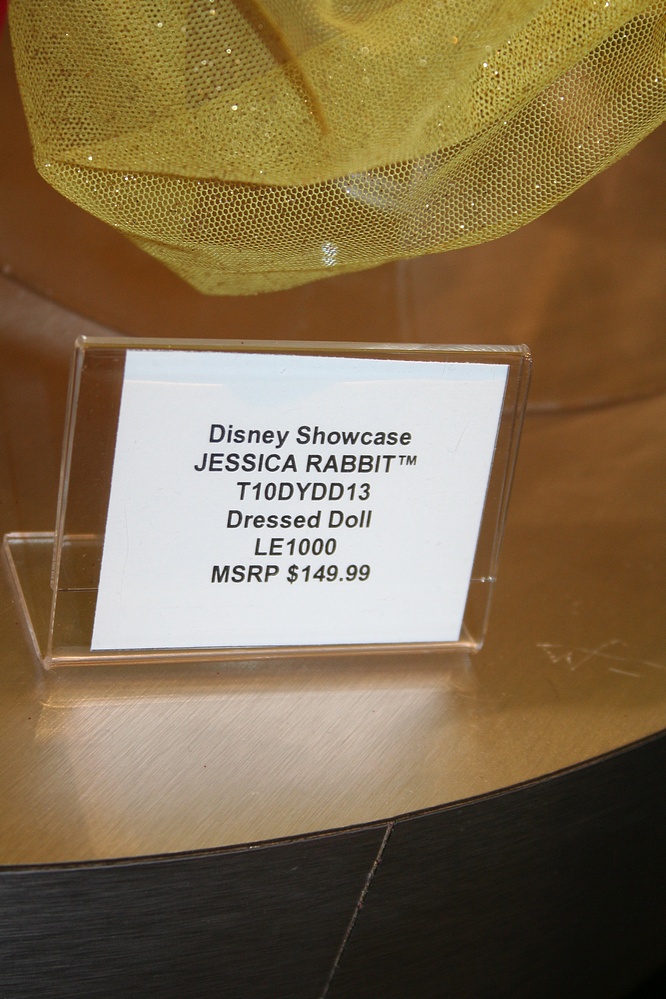 Disney Showcase
JESSICA RABBIT™
T10DYDD13
Dressed Doll
LE1000
MSRP $149.99